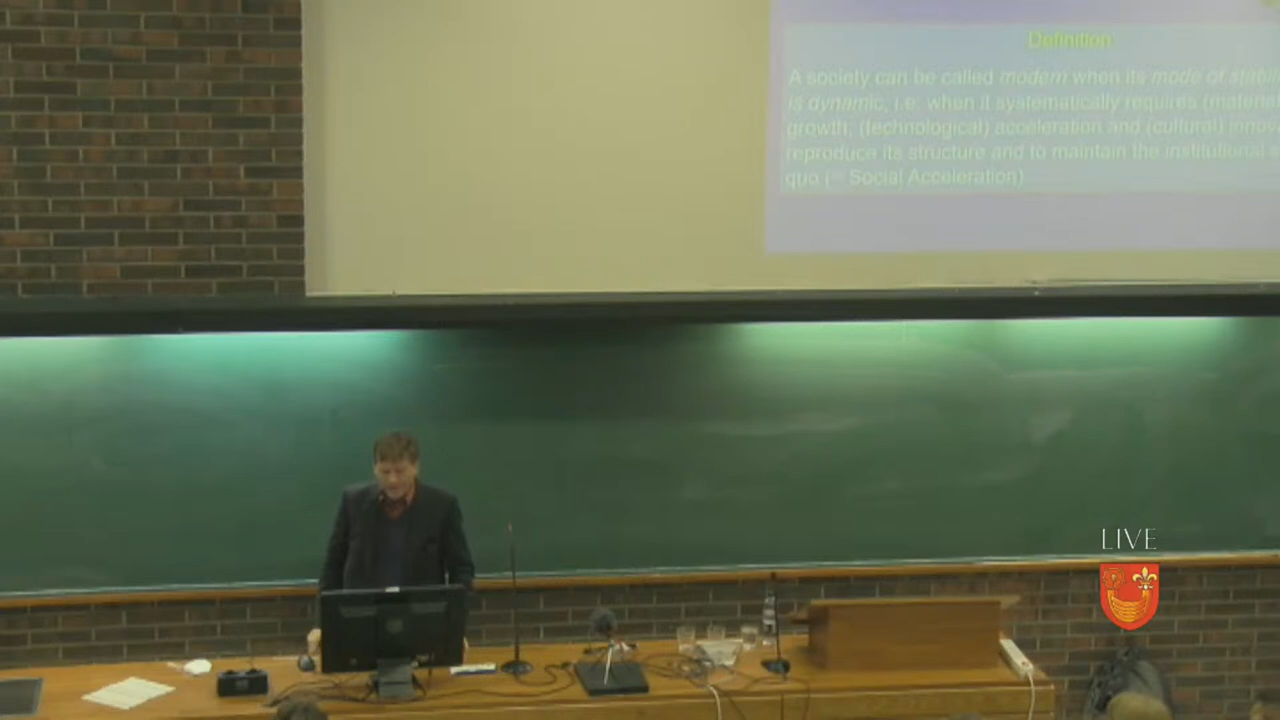 Definition
A society can be called modern when its mode of stabi
is dynamic, i.e. when it systematically requires (material
growth, (technological) acceleration and (cultural) innov
reproduce its structure and to maintain the institutional s
quo (= Social Acceleration)
LIVE